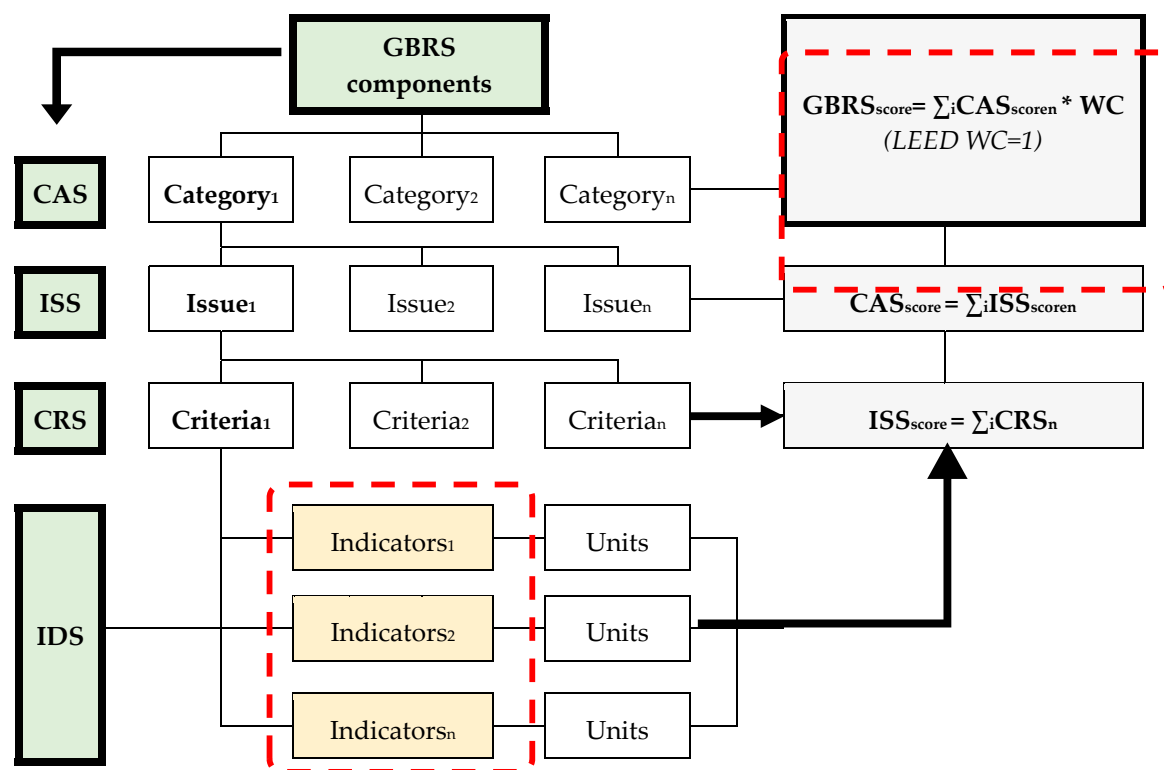 GBRS
components
GBRSscore= ∑iCASscoren * WC
(LEED WC=1)
CAS
Category1
Category2
Categoryn
ISS
Issue1
Issue2
Issuen
CASscore = ∑iISSscoren
CRS
Criteria1
Criteria2
Criterian
ISSscore = ∑iCRSn
Indicators1
Units
IDS
Indicators2
Units
Indicatorsn
Units